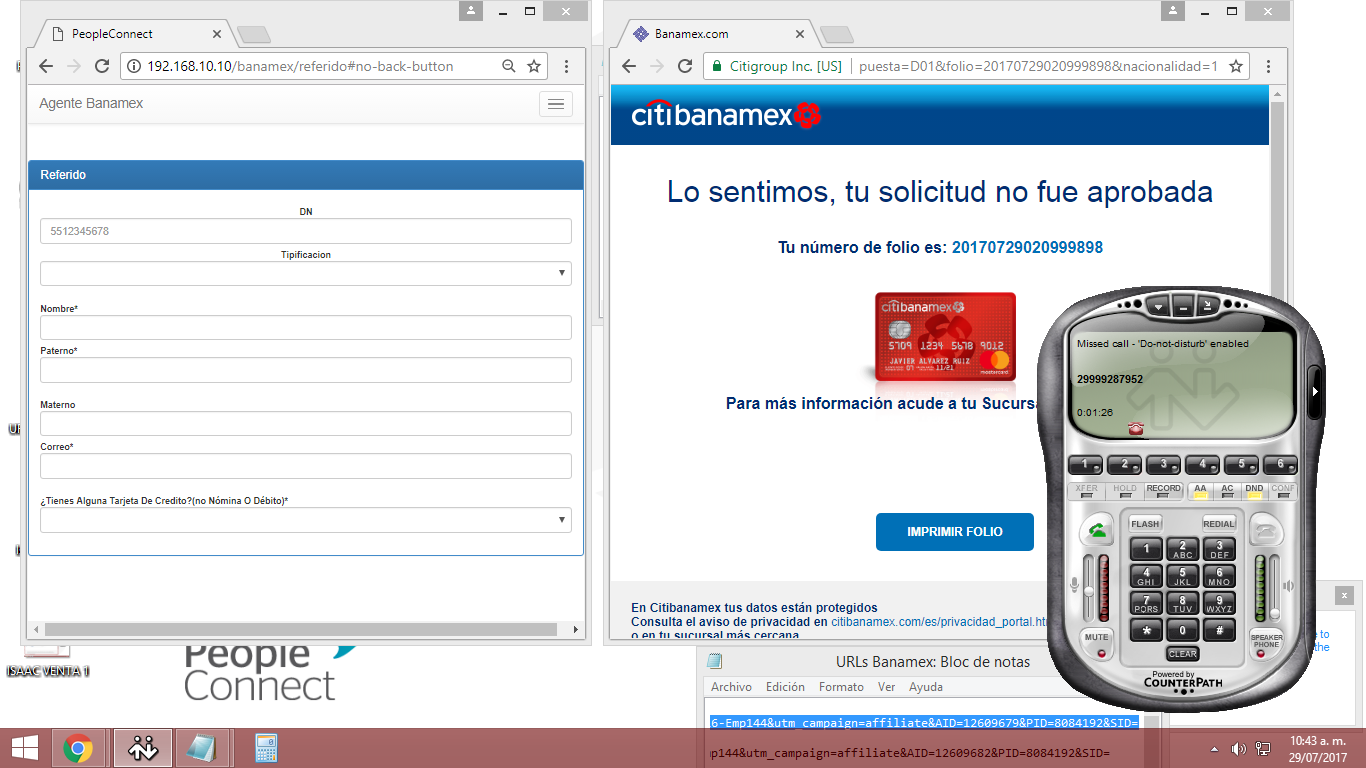 PeopleConnect
192.168.10.10/banamex/referido#no-back-button
Agente Banamex
Referido
DN
5512345678
Tipificacion
Nombre*
Paterno*
Materno
Correo*
¿Tienes Alguna Tarjeta De Credito?(no Nómina O Débito)*
Banamex.com
Citigroup Inc. [US] puesta=D01&folio=20170729020999898&nacionalidad=1
citibanamex
Lo sentimos, tu solicitud no fue aprobada
Tu número de folio es: 20170729020999898
citibanamex
5709 1234 5678 9012
07 11/21
JAVIER ALVAREZ RUIZ
mastercard
Para más información acude a tu Sucursa
IMPRIMIR FOLIO
En Citibanamex tus datos están protegidos
Consulta el aviso de privacidad en citibanamex.com/es/privacidad_portal.ht
o en tu sucursal más cercana
Missed call - 'Do-not-disturb' enabled
29999287952
0:01:26
1 2 3 4 5 6
XFER HOLD RECORD AA AC DND CONF
FLASH REDIAL
1 2 ABC 3 DEF
4 GHI 5 JKL 6 MNO
7 PQRS 8 TUV 9 WXYZ
* 0 #
MUTE CLEAR SPEAKER PHONE
Powered by
COUNTERPATH
e to
the
ISAAC VENTA 1
People
Connect
URLs Banamex: Bloc de notas
Archivo Edición Formato Ver Ayuda
6-Emp144&utm_campaign=affiliate&AID=12609679&PID=8084192&SID=
p144&utm_campaign=affiliate&AID=12609682&PID=8084192&SID=
10:43 a. m.
29/07/2017